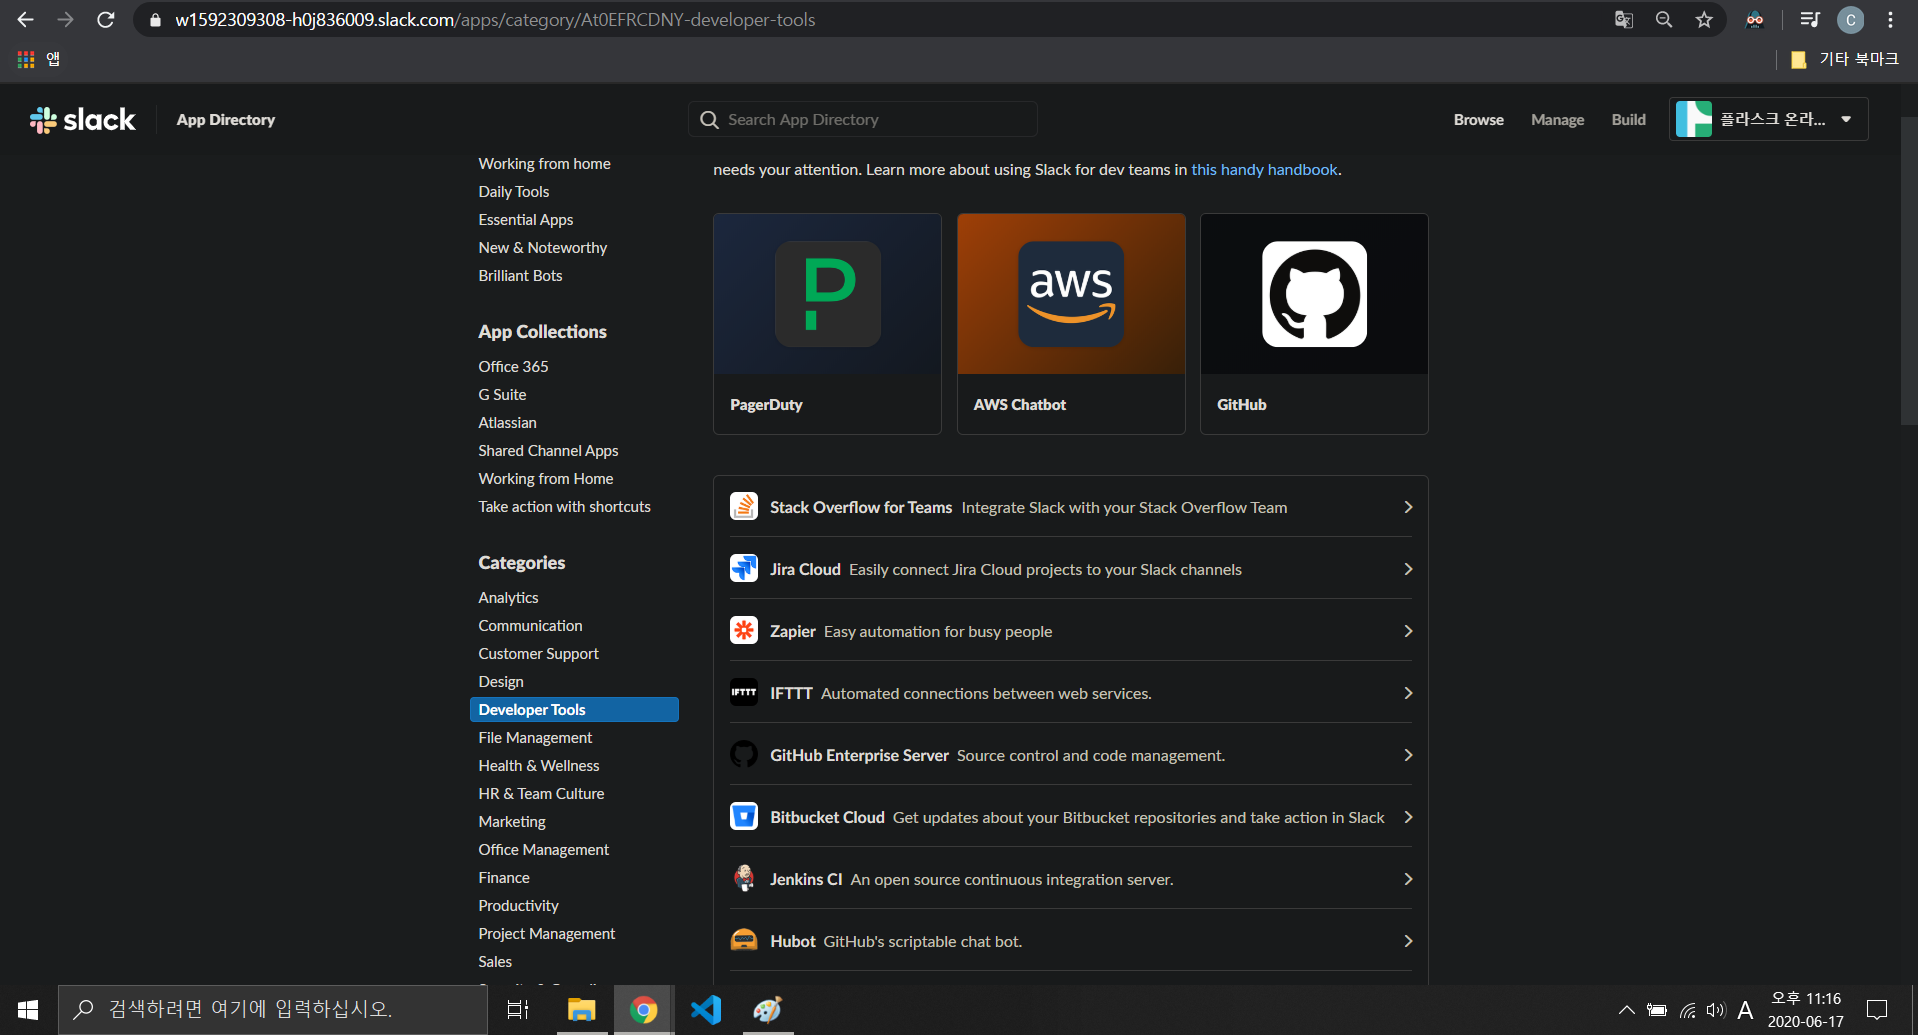 w1592309308-h0j836009.slack.com/apps/category/At0EFRCDNY-developer-tools
C
앱
기타 북마크
slack
App Directory
Search App Directory
Browse
Manage
Build
플라스크 온라...
Working from home
Daily Tools
Essential Apps
New & Noteworthy
Brilliant Bots
App Collections
Office 365
G Suite
Atlassian
Shared Channel Apps
Working from Home
Take action with shortcuts
Categories
Analytics
Communication
Customer Support
Design
Developer Tools
File Management
Health & Wellness
HR & Team Culture
Marketing
Office Management
Finance
Productivity
Project Management
Sales
needs your attention. Learn more about using Slack for dev teams in this handy handbook.
aws
PagerDuty
AWS Chatbot
GitHub
Stack Overflow for Teams Integrate Slack with your Stack Overflow Team
Jira Cloud Easily connect Jira Cloud projects to your Slack channels
Zapier Easy automation for busy people
IFTTT
IFTTT Automated connections between web services.
GitHub Enterprise Server Source control and code management.
Bitbucket Cloud Get updates about your Bitbucket repositories and take action in Slack
Jenkins CI An open source continuous integration server.
Hubot GitHub's scriptable chat bot.
검색하려면 여기에 입력하십시오.
A
오후 11:16
2020-06-17